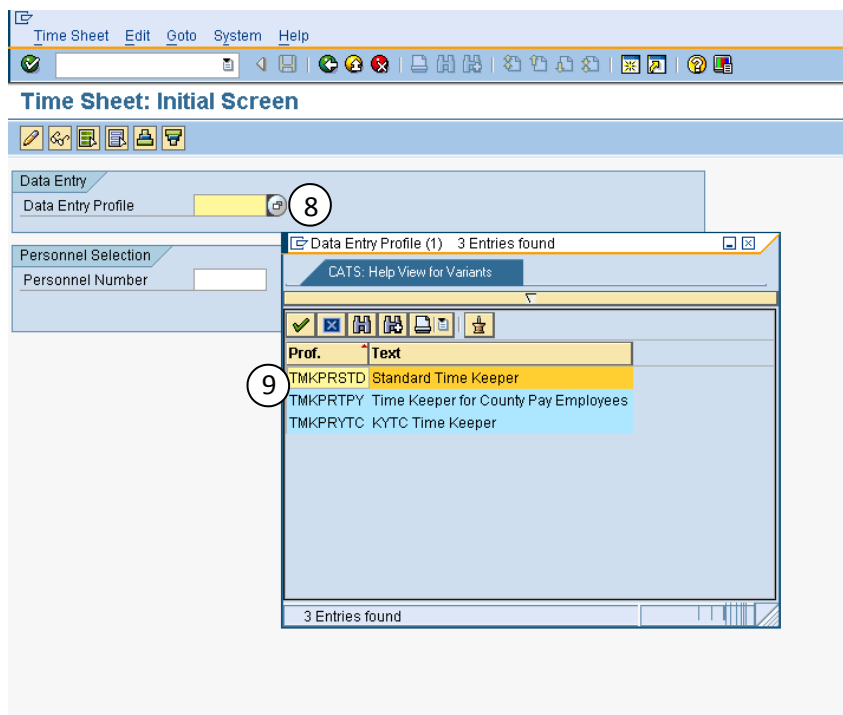 Time Sheet Edit Goto System Help
Time Sheet: Initial Screen
Data Entry
Data Entry Profile
8
Personnel Selection
Personnel Number
Data Entry Profile (1) 3 Entries found
CATS: Help View for Variants
Prof. Text
9
TMKPRSTD Standard Time Keeper
TMKPRTPY Time Keeper for County Pay Employees
TMKPRYTC KYTC Time Keeper
3 Entries found